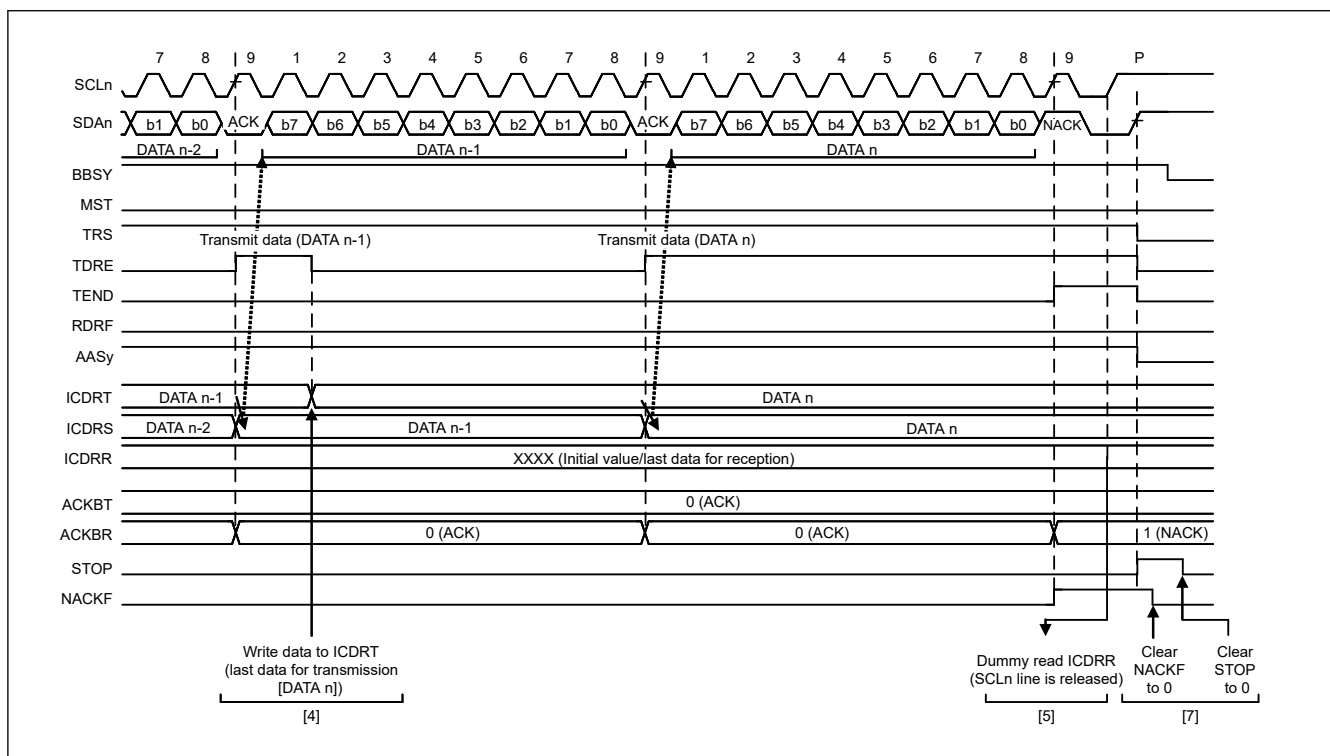 7 8 9 1 2 3 4 5 6 7 8 9 1 2 3 4 5 6 7 8 9 P
SCLn
SDAn b1 b0 ACK b7 b6 b5 b4 b3 b2 b1 b0 ACK b7 b6 b5 b4 b3 b2 b1 b0 NACK
DATA n-2 DATA n-1 DATA n
BBSY
MST
TRS
Transmit data (DATA n-1) Transmit data (DATA n)
TDRE
TEND
RDRF
AASy
ICDRT DATA n-1 DATA n
ICDRS DATA n-2 DATA n-1 DATA n
ICDRR XXXX (Initial value/last data for reception)
ACKBT 0 (ACK)
ACKBR 0 (ACK) 0 (ACK) 1 (NACK)
STOP
NACKF
Write data to ICDRT
(last data for transmission
[DATA n])
[4]
Dummy read ICDRR
(SCLn line is released)
[5]
Clear
NACKF
to 0
Clear
STOP
to 0
[7]